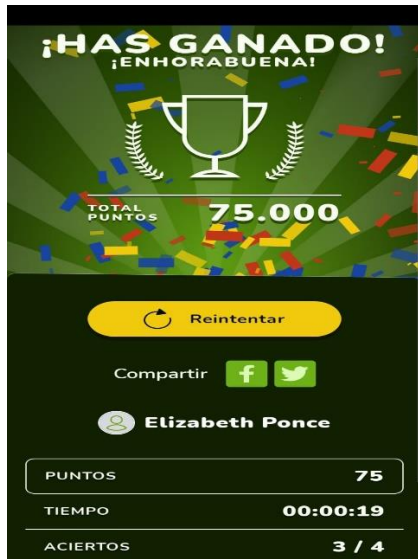 ¡HAS GANADO!
¡ENHORABUENA!
TOTAL
PUNTOS
75.000
Reintentar
Compartir
Elizabeth Ponce
PUNTOS 75
TIEMPO 00:00:19
ACIERTOS 3 / 4